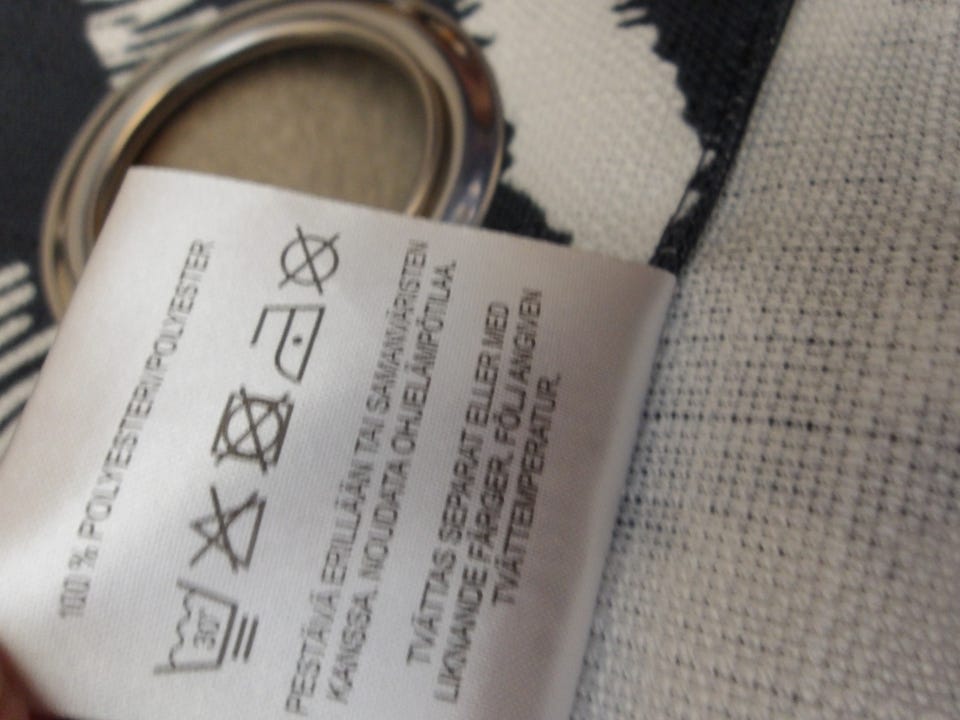 100 % POLYESTERI/POLYESTER
30°
PESTÄVÄ ERILLÄÄN TAI SAMANVÄRISTEN
KANSSA. NOUDATA OHJELÄMPÖTILAA.
TVÄTTAS SEPARAT ELLER MED
LIKNANDE FÄRGER. FÖLJ ANGIVEN
TVÄTTEMPERATUR.